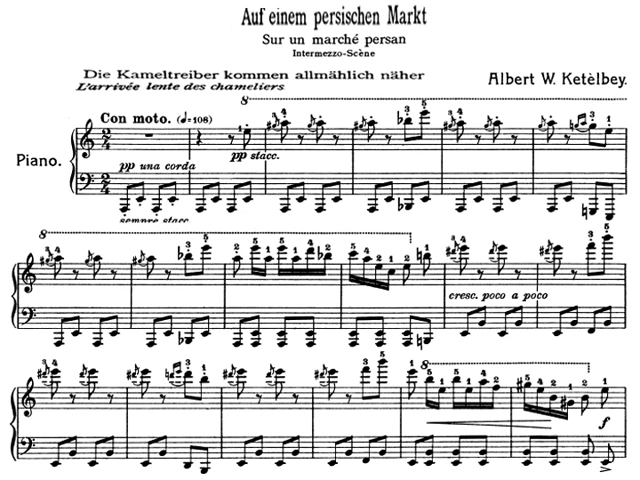 Auf einem persischen Markt
Sur un marché persan
Intermezzo-Scène
Die Kameltreiber kommen allmählich näher
L'arrivée lente des chameliers
Albert W. Ketèlbey.
Con moto. (♩=108)
Piano.
pp una corda
pp stacc.
sempre stacc.
cresc. poco a poco
f